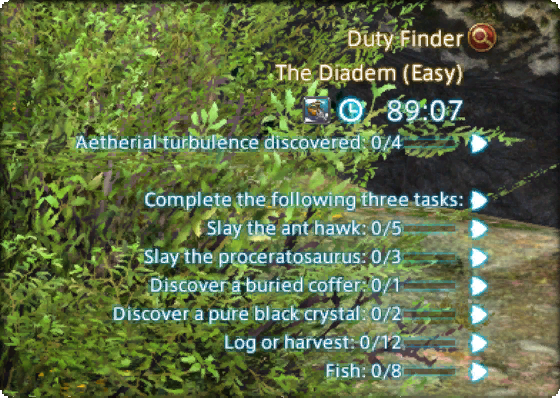 Duty Finder
The Diadem (Easy)
89:07
Aetherial turbulence discovered: 0/4
Complete the following three tasks:
Slay the ant hawk: 0/5
Slay the proceratosaurus: 0/3
Discover a buried coffer: 0/1
Discover a pure black crystal: 0/2
Log or harvest: 0/12
Fish: 0/8